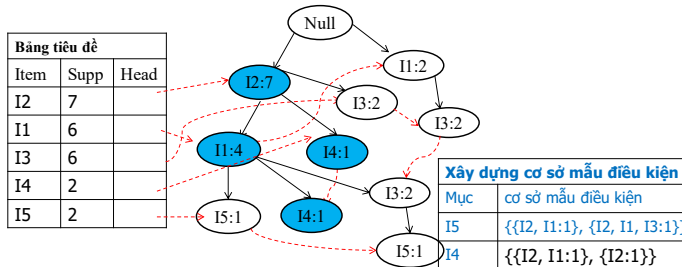 Null
Bảng tiêu đề
Item Supp Head
I2 7
I1 6
I3 6
I4 2
I5 2
I2:7
I1:2
I3:2
I3:2
I1:4
I4:1
I3:2
I5:1
I4:1
I5:1
Xây dựng cơ sở mẫu điều kiện
Mục cơ sở mẫu điều kiện
I5 {{I2, I1:1}, {I2, I1, I3:1}}
I4 {{I2, I1:1}, {I2:1}}